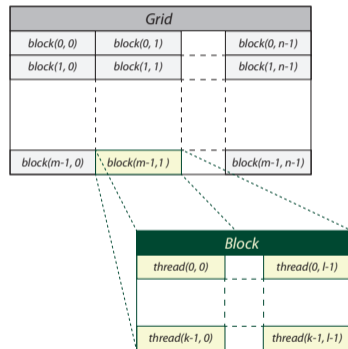 Grid
block(0, 0) block(0, 1) block(0, n-1)
block(1, 0) block(1, 1) block(1, n-1)
block(m-1, 0) block(m-1,1 ) block(m-1, n-1)
Block
thread(0, 0) thread(0, l-1)
thread(k-1, 0) thread(k-1, l-1)